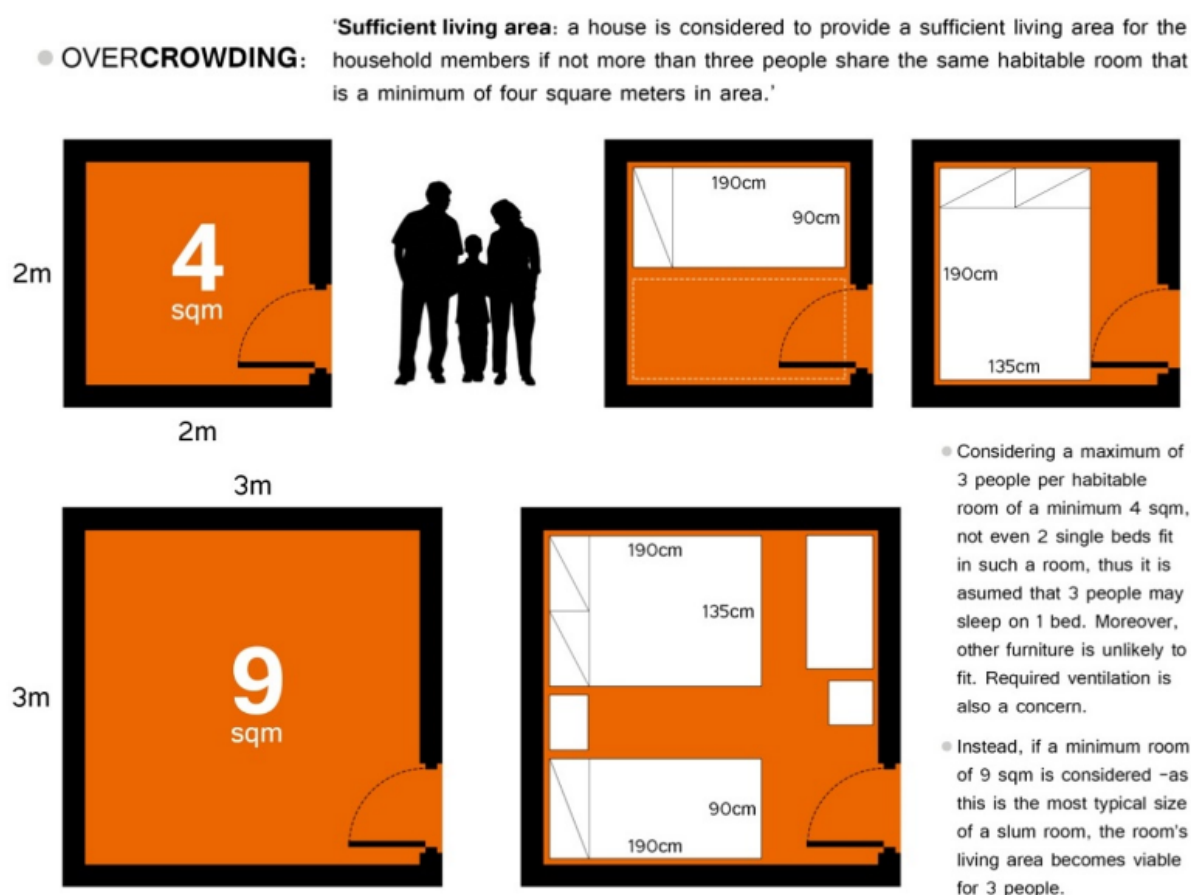 OVERCROWDING:
'Sufficient living area: a house is considered to provide a sufficient living area for the
household members if not more than three people share the same habitable room that
is a minimum of four square meters in area.'
2m
4
sqm
2m
190cm
90cm
190cm
135cm
3m
3m
9
sqm
190cm
135cm
90cm
190cm
Considering a maximum of
3 people per habitable
room of a minimum 4 sqm,
not even 2 single beds fit
in such a room, thus it is
asumed that 3 people may
sleep on 1 bed. Moreover,
other furniture is unlikely to
fit. Required ventilation is
also a concern.
Instead, if a minimum room
of 9 sqm is considered -as
this is the most typical size
of a slum room, the room's
living area becomes viable
for 3 people.